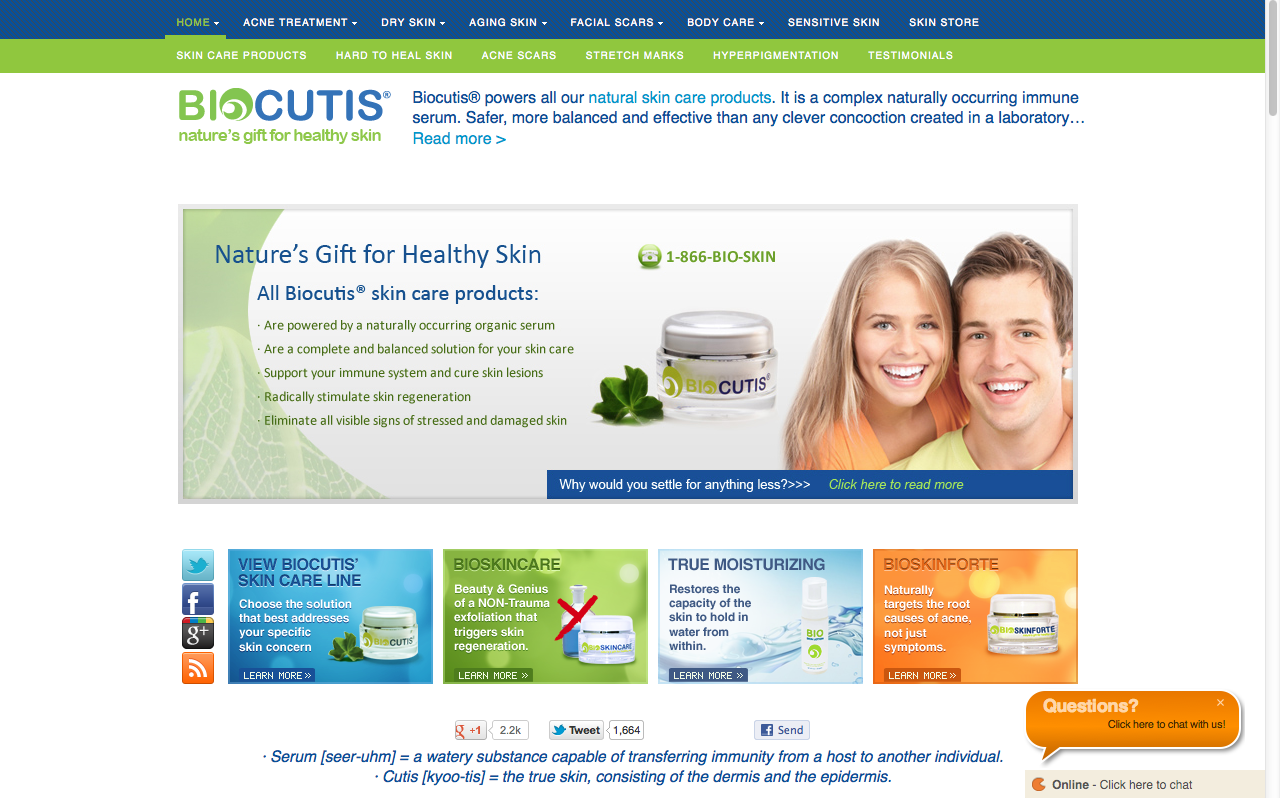 HOME ACNE TREATMENT DRY SKIN AGING SKIN FACIAL SCARS BODY CARE SENSITIVE SKIN SKIN STORE
SKIN CARE PRODUCTS HARD TO HEAL SKIN ACNE SCARS STRETCH MARKS HYPERPIGMENTATION TESTIMONIALS
BIOCUTIS®
nature's gift for healthy skin
Biocutis® powers all our natural skin care products. It is a complex naturally occurring immune
serum. Safer, more balanced and effective than any clever concoction created in a laboratory…
Read more >
Nature's Gift for Healthy Skin
1-866-BIO-SKIN
All Biocutis® skin care products:
· Are powered by a naturally occurring organic serum
· Are a complete and balanced solution for your skin care
· Support your immune system and cure skin lesions
· Radically stimulate skin regeneration
· Eliminate all visible signs of stressed and damaged skin
BIOCUTIS®
Why would you settle for anything less?>>> Click here to read more
VIEW BIOCUTIS'
SKIN CARE LINE
Choose the solution
that best addresses
your specific
skin concern
BIOCUTIS
LEARN MORE »
BIOSKINCARE
Beauty & Genius
of a NON-Trauma
exfoliation that
triggers skin
regeneration.
BIOSKINCARE
LEARN MORE »
TRUE MOISTURIZING
Restores the
capacity of the
skin to hold in
water from
within.
BIO
LEARN MORE »
BIOSKINFORTE
Naturally
targets the root
causes of acne,
not just
symptoms.
BIOSKINFORTE
LEARN MORE »
g +1 2.2k Tweet 1,664 Send
· Serum [seer-uhm] = a watery substance capable of transferring immunity from a host to another individual.
· Cutis [kyoo-tis] = the true skin, consisting of the dermis and the epidermis.
Questions?
Click here to chat with us!
Online - Click here to chat